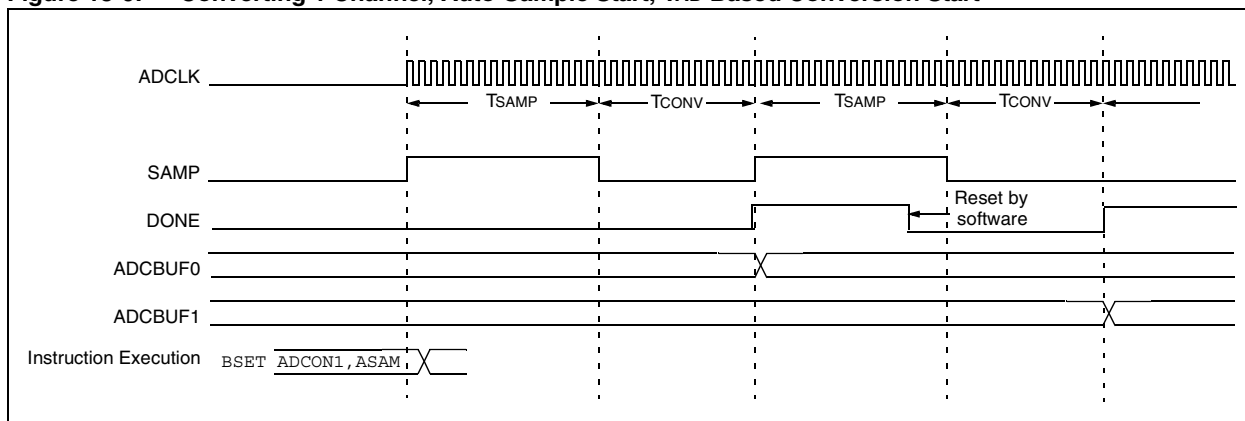 ADCLK
TSAMP TCONV TSAMP TCONV
SAMP
DONE
Reset by
software
ADCBUF0
ADCBUF1
Instruction Execution BSET ADCON1,ASAM